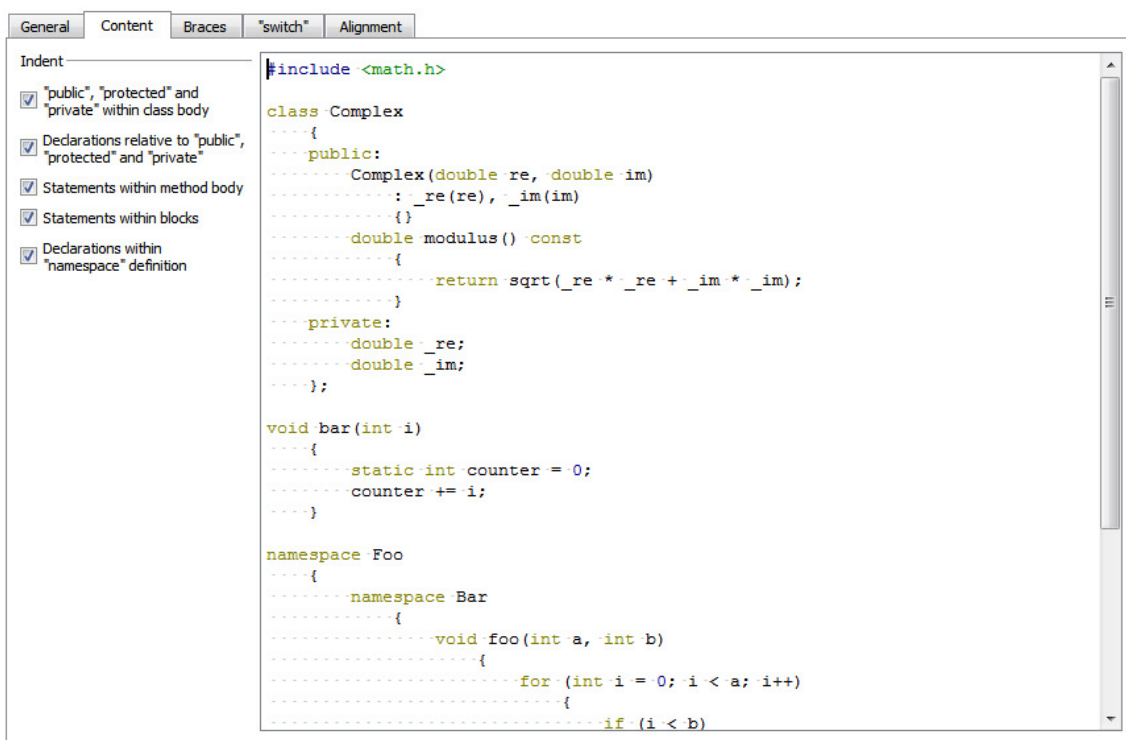 General Content Braces "switch" Alignment
Indent
"public", "protected" and
"private" within class body
Declarations relative to "public",
"protected" and "private"
Statements within method body
Statements within blocks
Declarations within
"namespace" definition
#include <math.h>
class Complex
{
public:
Complex(double re, double im)
: _re(re), _im(im)
{}
double modulus() const
{
return sqrt(_re * _re + _im * _im);
}
private:
double _re;
double _im;
};
void bar(int i)
{
static int counter = 0;
counter += i;
}
namespace Foo
{
namespace Bar
{
void foo(int a, int b)
{
for (int i = 0; i < a; i++)
{
if (i < b)